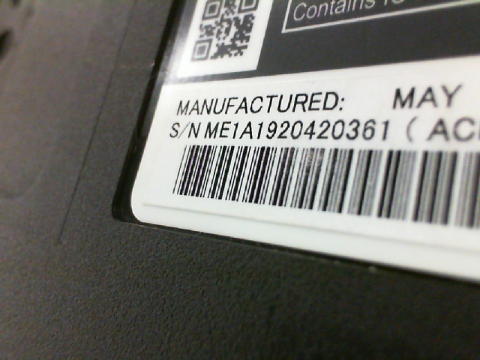 Contains
MANUFACTURED: MAY
S/N ME1A1920420361 ( AC